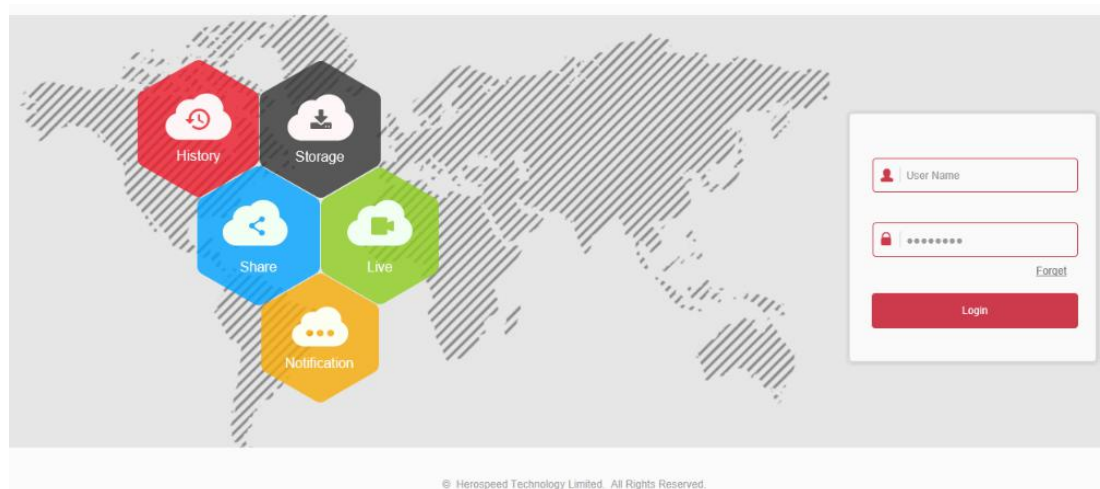 History
Storage
Share
Live
Notification
User Name
••••••••
Forget
Login
© Herospeed Technology Limited. All Rights Reserved.